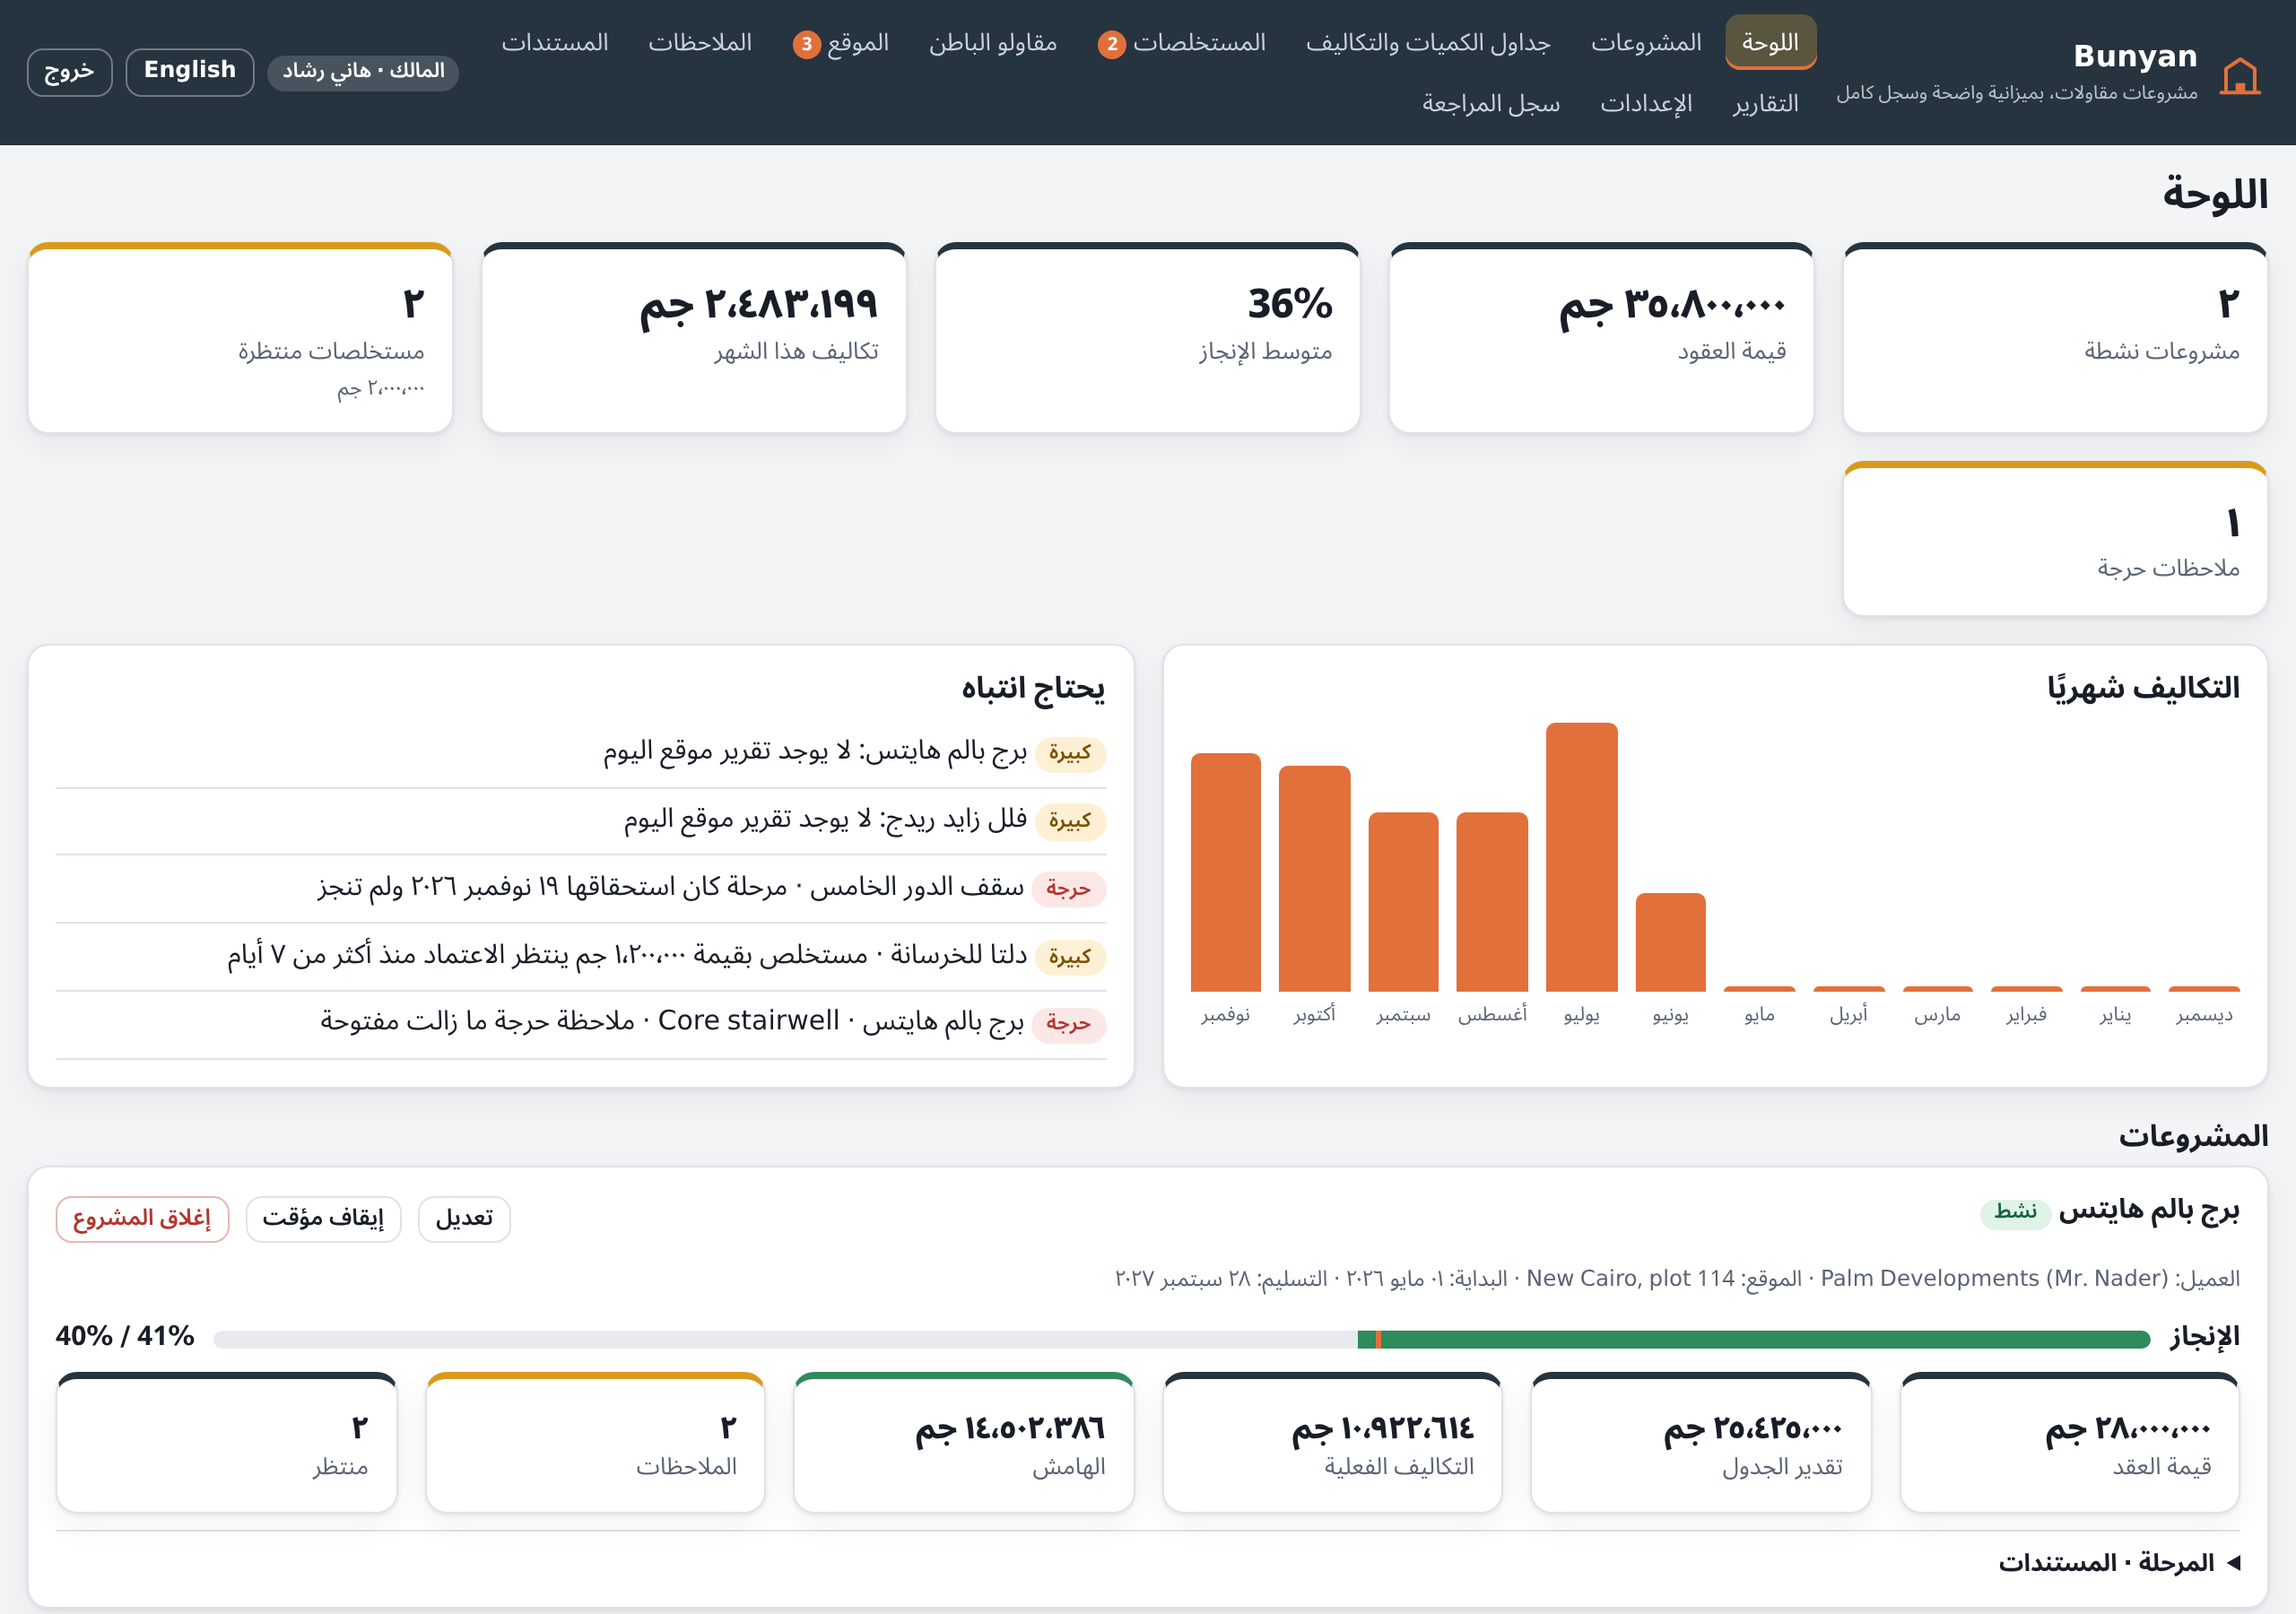 Bunyan
مشروعات مقاولات، بميزانية واضحة وسجل كامل
اللوحة
المشروعات
جداول الكميات والتكاليف
المستخلصات 2
مقاولو الباطن
الموقع 3
الملاحظات
المستندات
التقارير
الإعدادات
سجل المراجعة
المالك · هاني رشاد
English
خروج
اللوحة
٢
مشروعات نشطة
٣٥،٨٠٠،٠٠٠ جم
قيمة العقود
36%
متوسط الإنجاز
٢،٤٨٣،١٩٩ جم
تكاليف هذا الشهر
٢
مستخلصات منتظرة
٢،٠٠٠،٠٠٠ جم
١
ملاحظات حرجة
التكاليف شهريًا
ديسمبر
يناير
فبراير
مارس
أبريل
مايو
يونيو
يوليو
أغسطس
سبتمبر
أكتوبر
نوفمبر
يحتاج انتباه
كبيرة برج بالم هايتس: لا يوجد تقرير موقع اليوم
كبيرة فلل زايد ريدج: لا يوجد تقرير موقع اليوم
حرجة سقف الدور الخامس · مرحلة كان استحقاقها ١٩ نوفمبر ٢٠٢٦ ولم تنجز
كبيرة دلتا للخرسانة · مستخلص بقيمة ١،٢٠٠،٠٠٠ جم ينتظر الاعتماد منذ أكثر من ٧ أيام
حرجة برج بالم هايتس · Core stairwell · ملاحظة حرجة ما زالت مفتوحة
المشروعات
برج بالم هايتس نشط
تعديل
إيقاف مؤقت
إغلاق المشروع
العميل: Palm Developments (Mr. Nader) · الموقع: New Cairo, plot 114 · البداية: ٠١ مايو ٢٠٢٦ · التسليم: ٢٨ سبتمبر ٢٠٢٧
الإنجاز
40% / 41%
٢٨،٠٠٠،٠٠٠ جم
قيمة العقد
٢٥،٤٢٥،٠٠٠ جم
تقدير الجدول
١٠،٩٢٢،٦١٤ جم
التكاليف الفعلية
١٤،٥٠٢،٣٨٦ جم
الهامش
٢
الملاحظات
٢
منتظر
المرحلة · المستندات